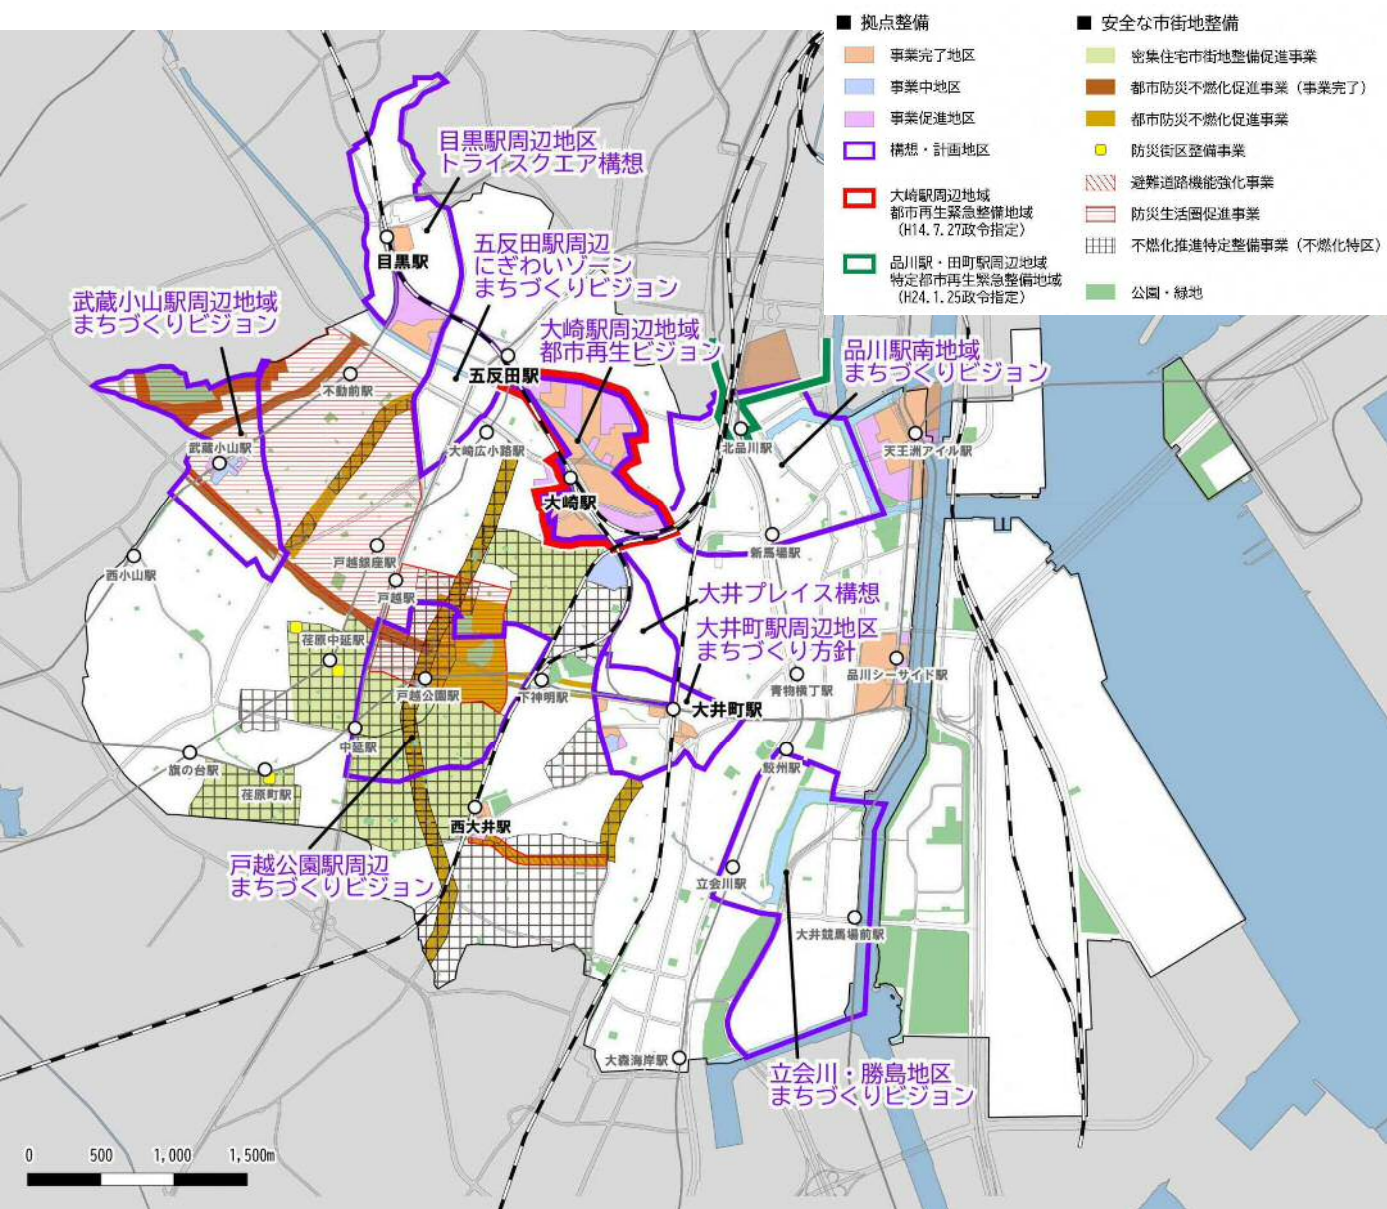 ■ 拠点整備
事業完了地区
事業中地区
事業促進地区
構想・計画地区
大崎駅周辺地域
都市再生緊急整備地域
（H14.7.27政令指定）
品川駅・田町駅周辺地域
特定都市再生緊急整備地域
（H24.1.25政令指定）
■ 安全な市街地整備
密集住宅市街地整備促進事業
都市防災不燃化促進事業（事業完了）
都市防災不燃化促進事業
防災街区整備事業
避難道路機能強化事業
防災生活圏促進事業
不燃化推進特定整備事業（不燃化特区）
公園・緑地
目黒駅周辺地区
トライスクエア構想
目黒駅
五反田駅周辺
にぎわいゾーン
まちづくりビジョン
武蔵小山駅周辺地域
まちづくりビジョン
大崎駅周辺地域
都市再生ビジョン
品川駅南地域
まちづくりビジョン
五反田駅
不動前駅
大崎広小路駅
武蔵小山駅
北品川駅
天王洲アイル駅
大崎駅
新馬場駅
戸越銀座駅
西小山駅
戸越駅
大井プレイス構想
大井町駅周辺地区
まちづくり方針
荏原中延駅
品川シーサイド駅
青物横丁駅
戸越公園駅
下神明駅
大井町駅
中延駅
旗の台駅
鮫洲駅
荏原町駅
西大井駅
戸越公園駅周辺
まちづくりビジョン
立会川駅
大井競馬場前駅
大森海岸駅
立会川・勝島地区
まちづくりビジョン
0 500 1,000 1,500m